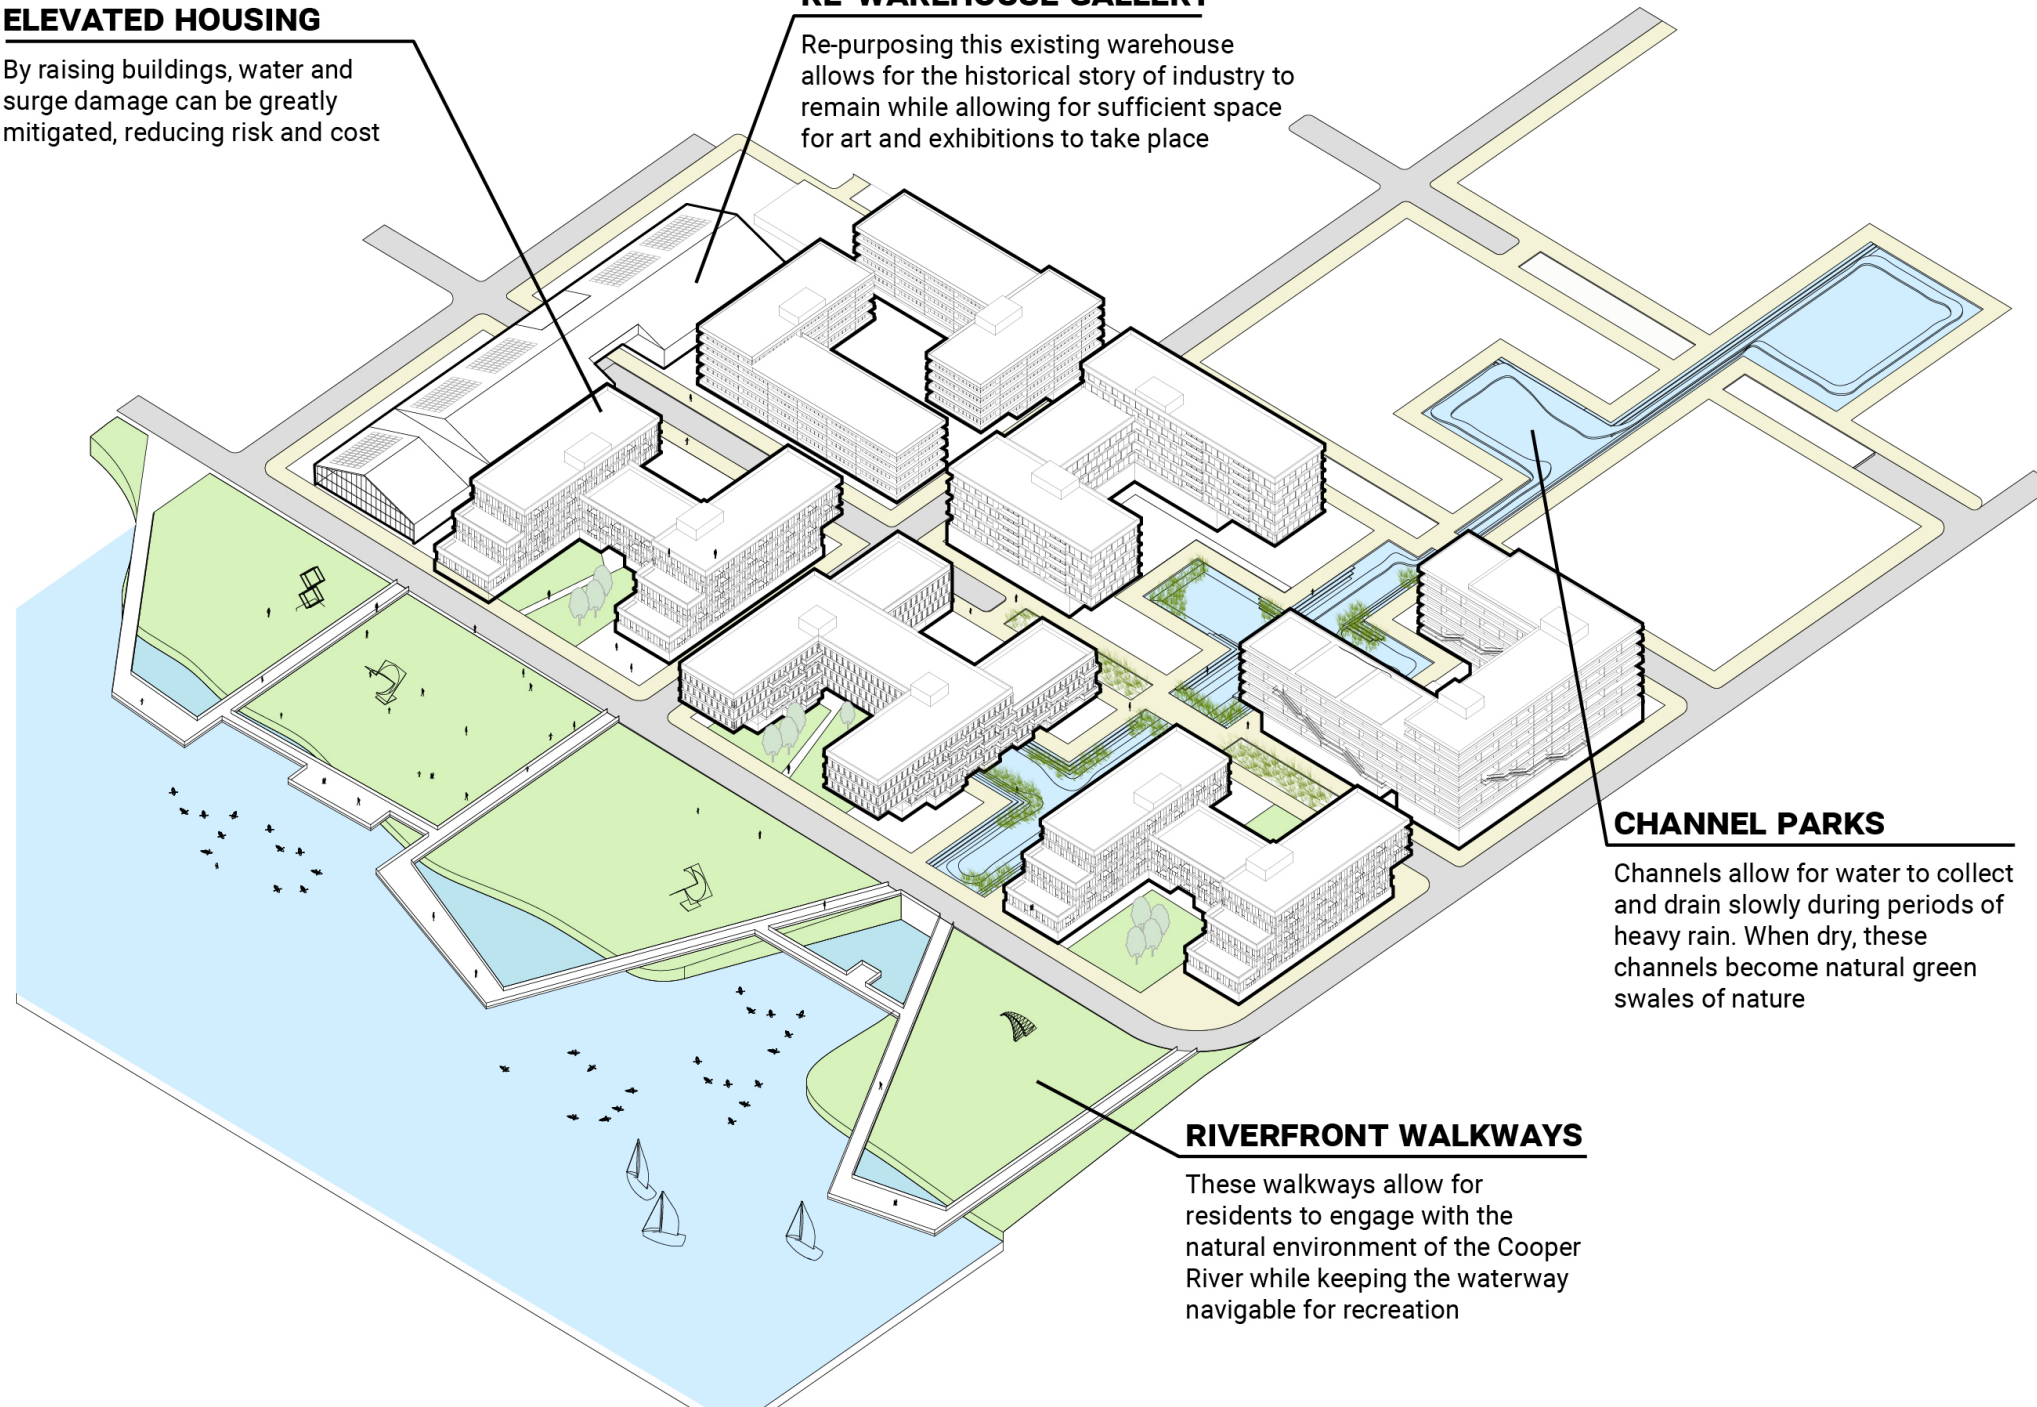 ELEVATED HOUSING
By raising buildings, water and
surge damage can be greatly
mitigated, reducing risk and cost
RE-WAREHOUSE GALLERY
Re-purposing this existing warehouse
allows for the historical story of industry to
remain while allowing for sufficient space
for art and exhibitions to take place
CHANNEL PARKS
Channels allow for water to collect
and drain slowly during periods of
heavy rain. When dry, these
channels become natural green
swales of nature
RIVERFRONT WALKWAYS
These walkways allow for
residents to engage with the
natural environment of the Cooper
River while keeping the waterway
navigable for recreation